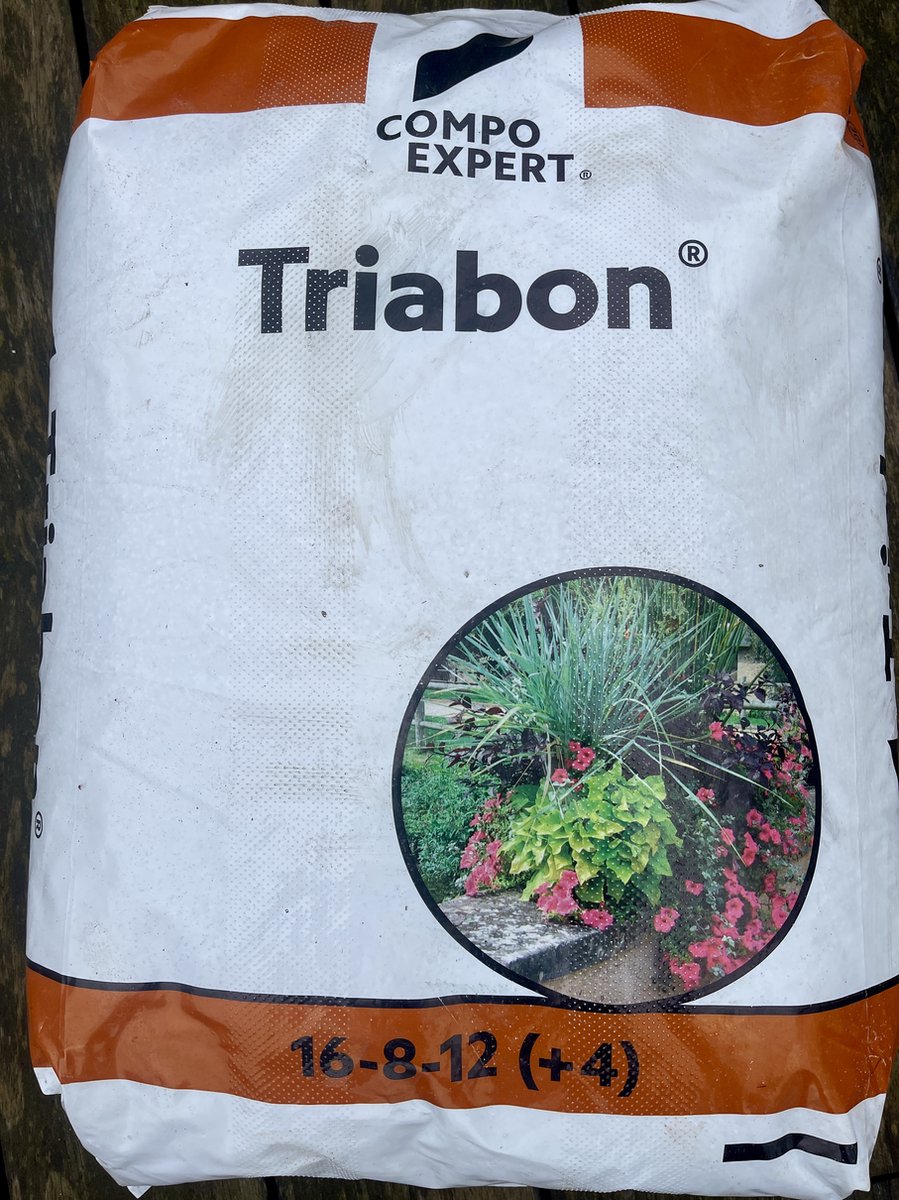 COMPO
EXPERT®
Triabon®
16-8-12 (+4)